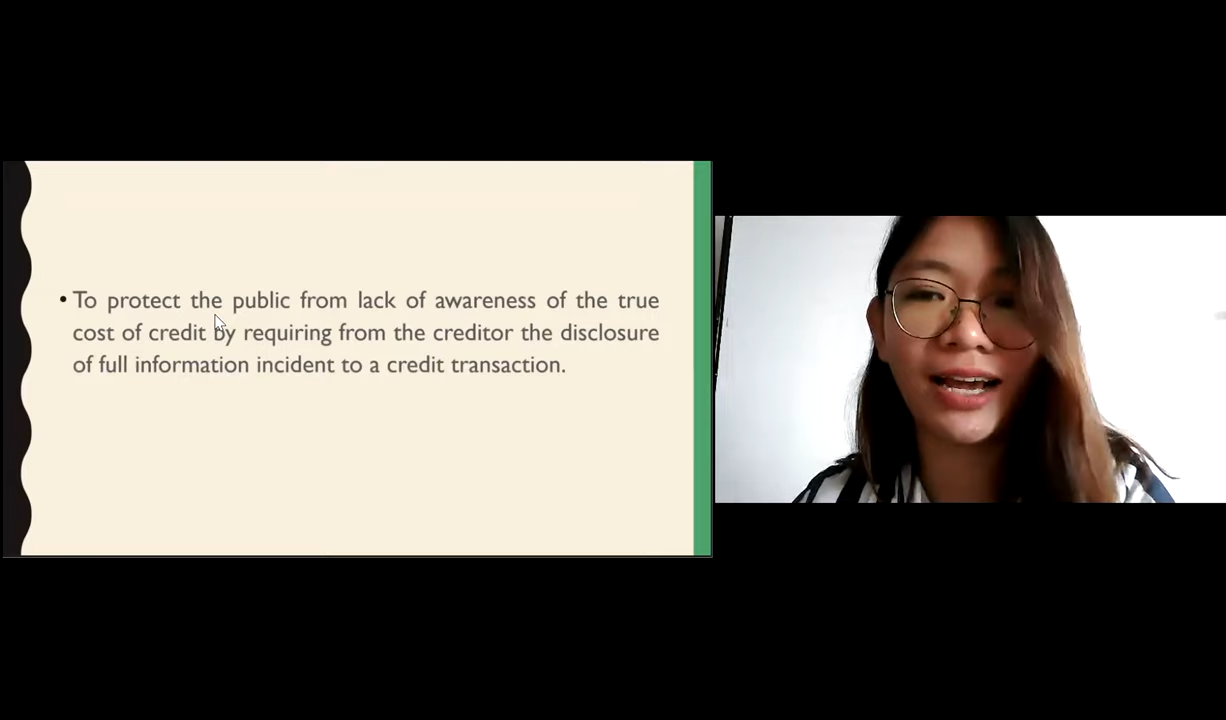 • To protect the public from lack of awareness of the true
cost of credit by requiring from the creditor the disclosure
of full information incident to a credit transaction.